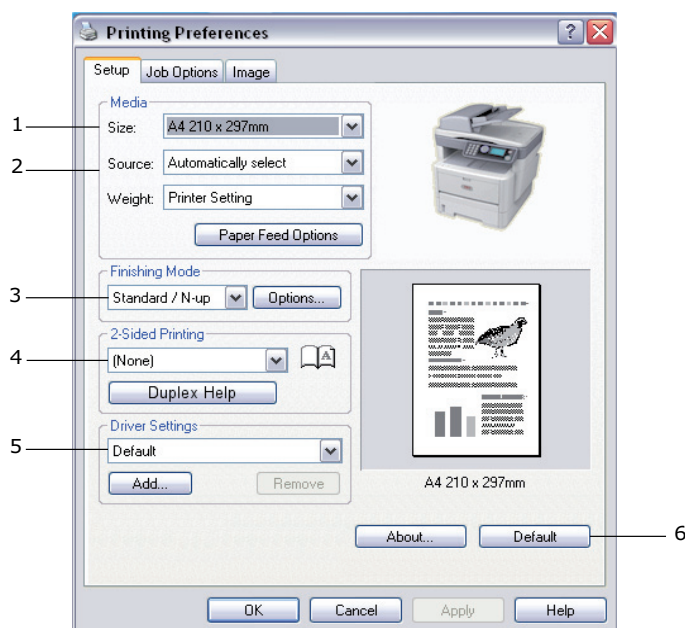 Printing Preferences
Setup Job Options Image
Media
1 Size: A4 210 x 297mm
2 Source: Automatically select
Weight: Printer Setting
Paper Feed Options
Finishing Mode
3 Standard / N-up Options...
2-Sided Printing
4 (None) A
Duplex Help
Driver Settings
5 Default
Add... Remove
A4 210 x 297mm
About... Default 6
OK Cancel Apply Help